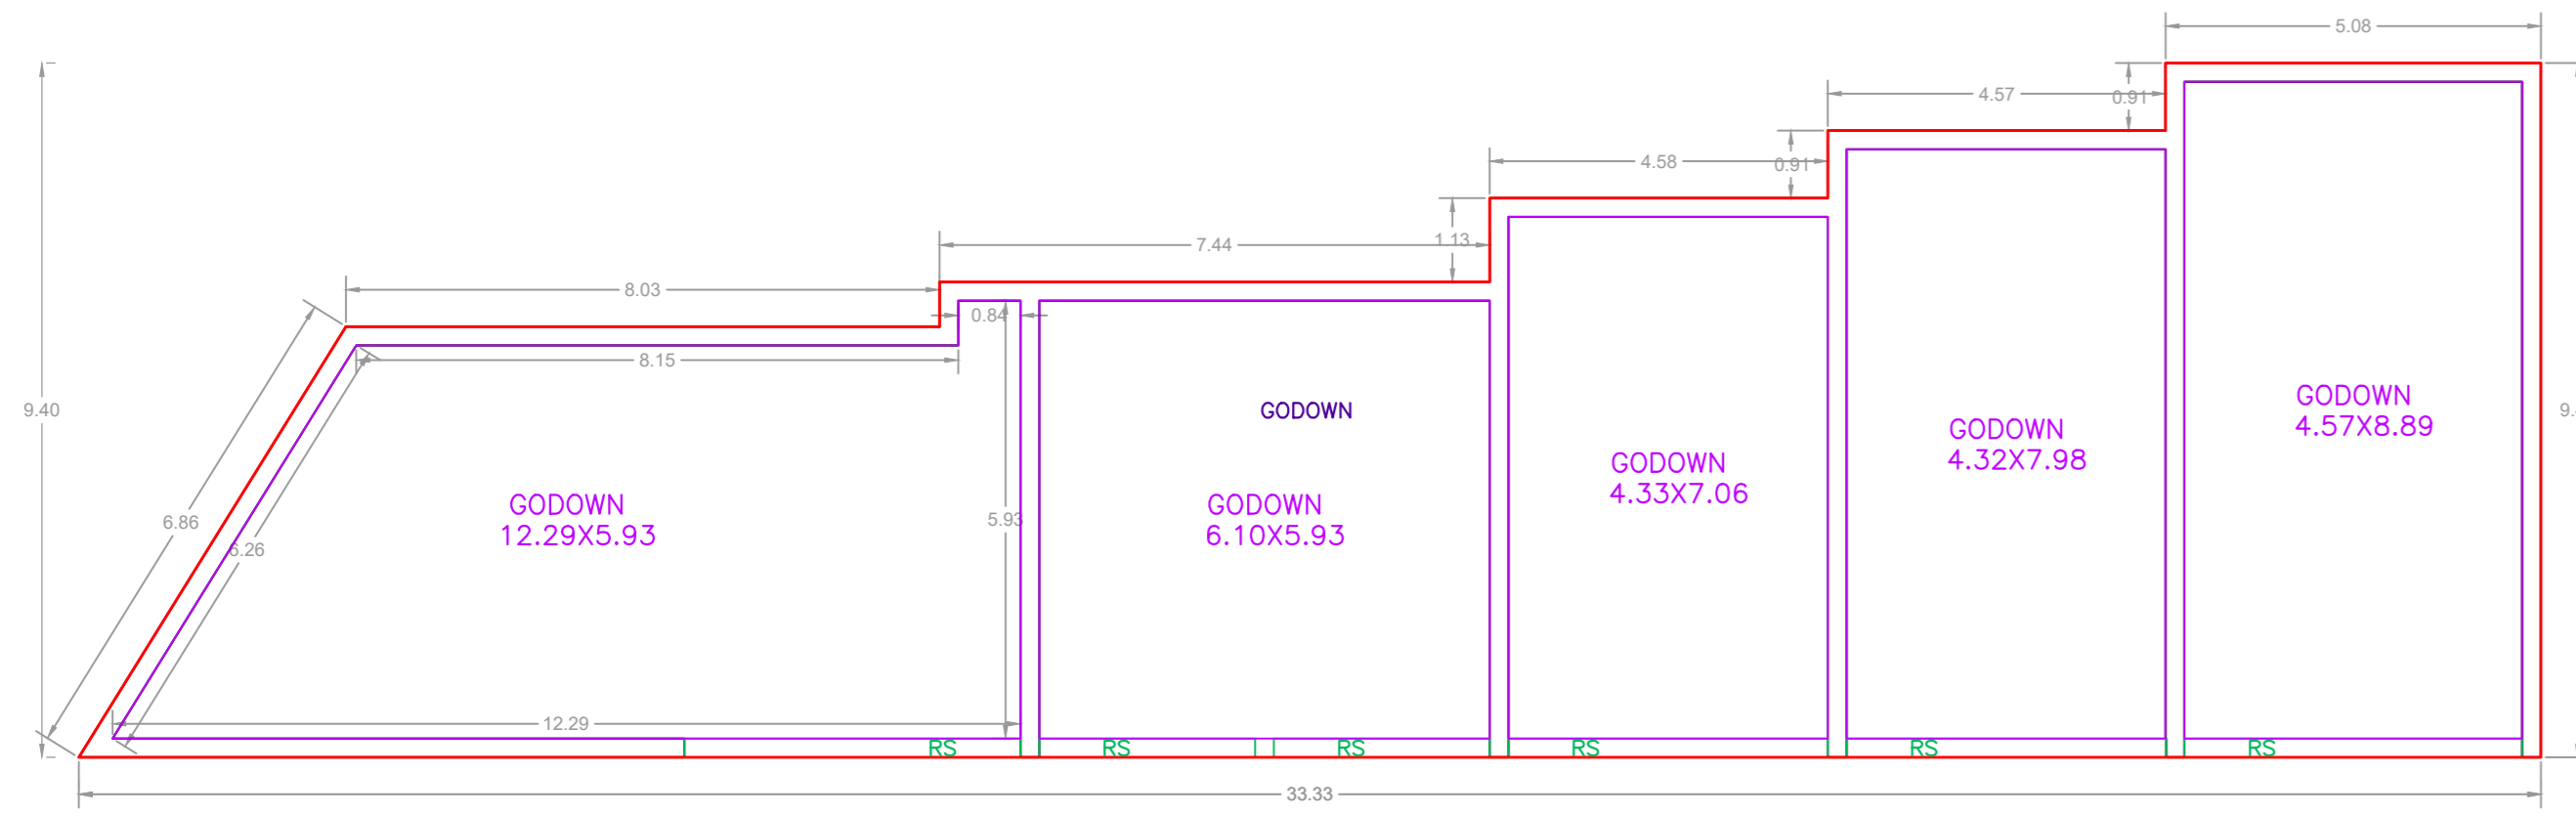 5.08
4.57
0.91
4.58
0.91
7.44
1.13
8.03
0.84
8.15
9.40
GODOWN
4.57X8.89
GODOWN
GODOWN
4.32X7.98
GODOWN
4.33X7.06
GODOWN
12.29X5.93
GODOWN
6.10X5.93
5.93
6.86
6.26
12.29
RS
RS
RS
RS
RS
RS
33.33